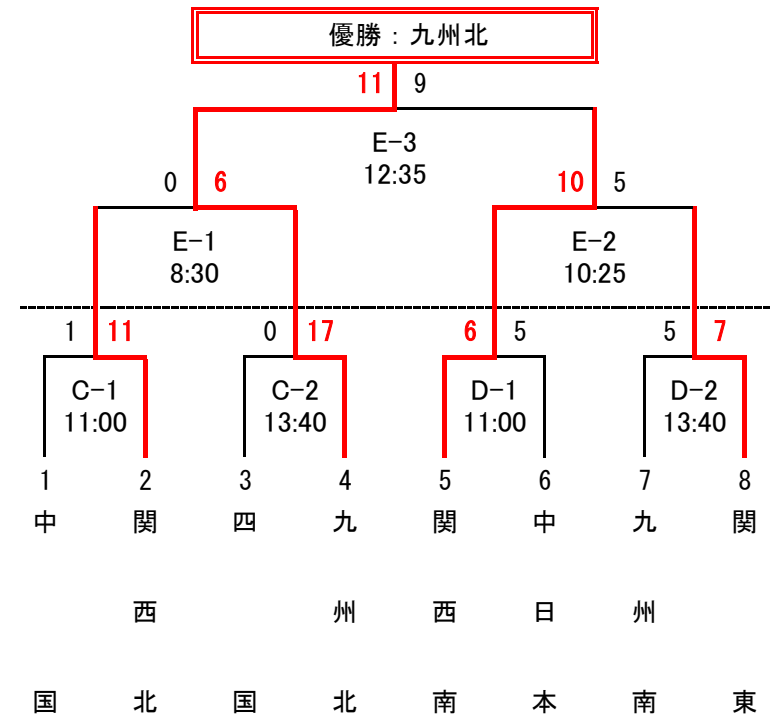 優勝：九州北
11 9
E-3
12:35
0 6 10 5
E-1 E-2
8:30 10:25
1 11 0 17 6 5 5 7
C-1 C-2 D-1 D-2
11:00 13:40 11:00 13:40
1 2 3 4 5 6 7 8
中国
関西北
四国
九州北
関西南
中日本
九州南
関東